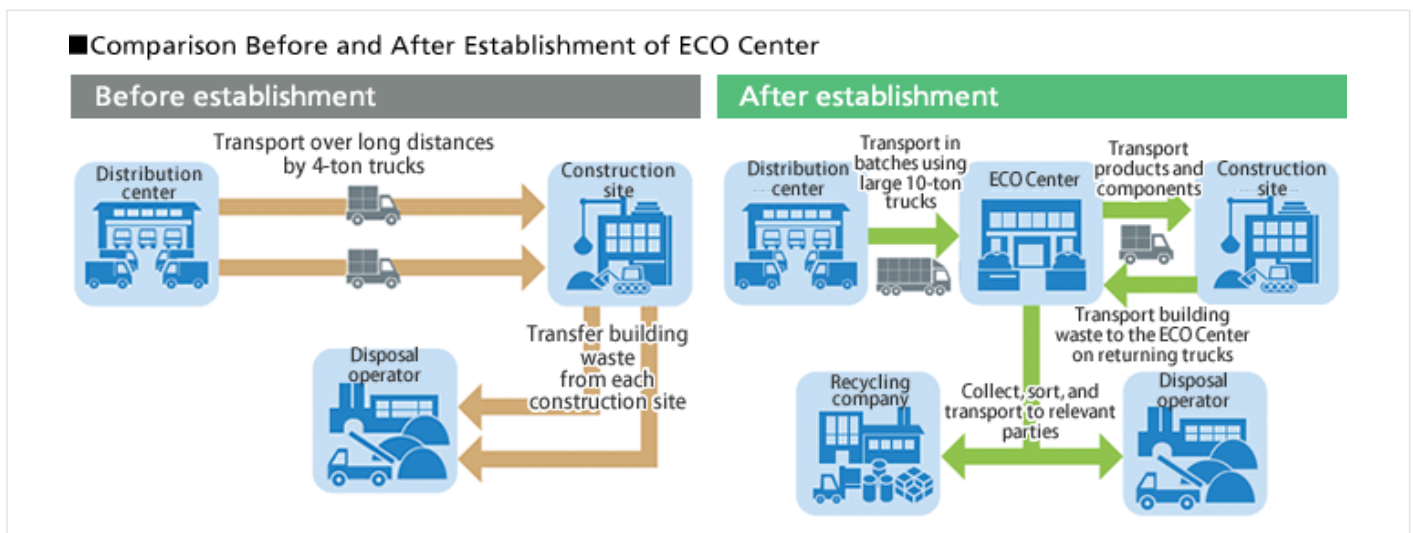 ■Comparison Before and After Establishment of ECO Center
Before establishment
Transport over long distances
by 4-ton trucks
Distribution
center
Construction
site
Transfer building
waste
from each
construction site
Disposal
operator
After establishment
Distribution
center
Transport in
batches using
large 10-ton
trucks
ECO Center
Transport
products and
components
Construction
site
Transport building
waste to the ECO Center
on returning trucks
Recycling
company
Collect, sort, and
transport to relevant
parties
Disposal
operator